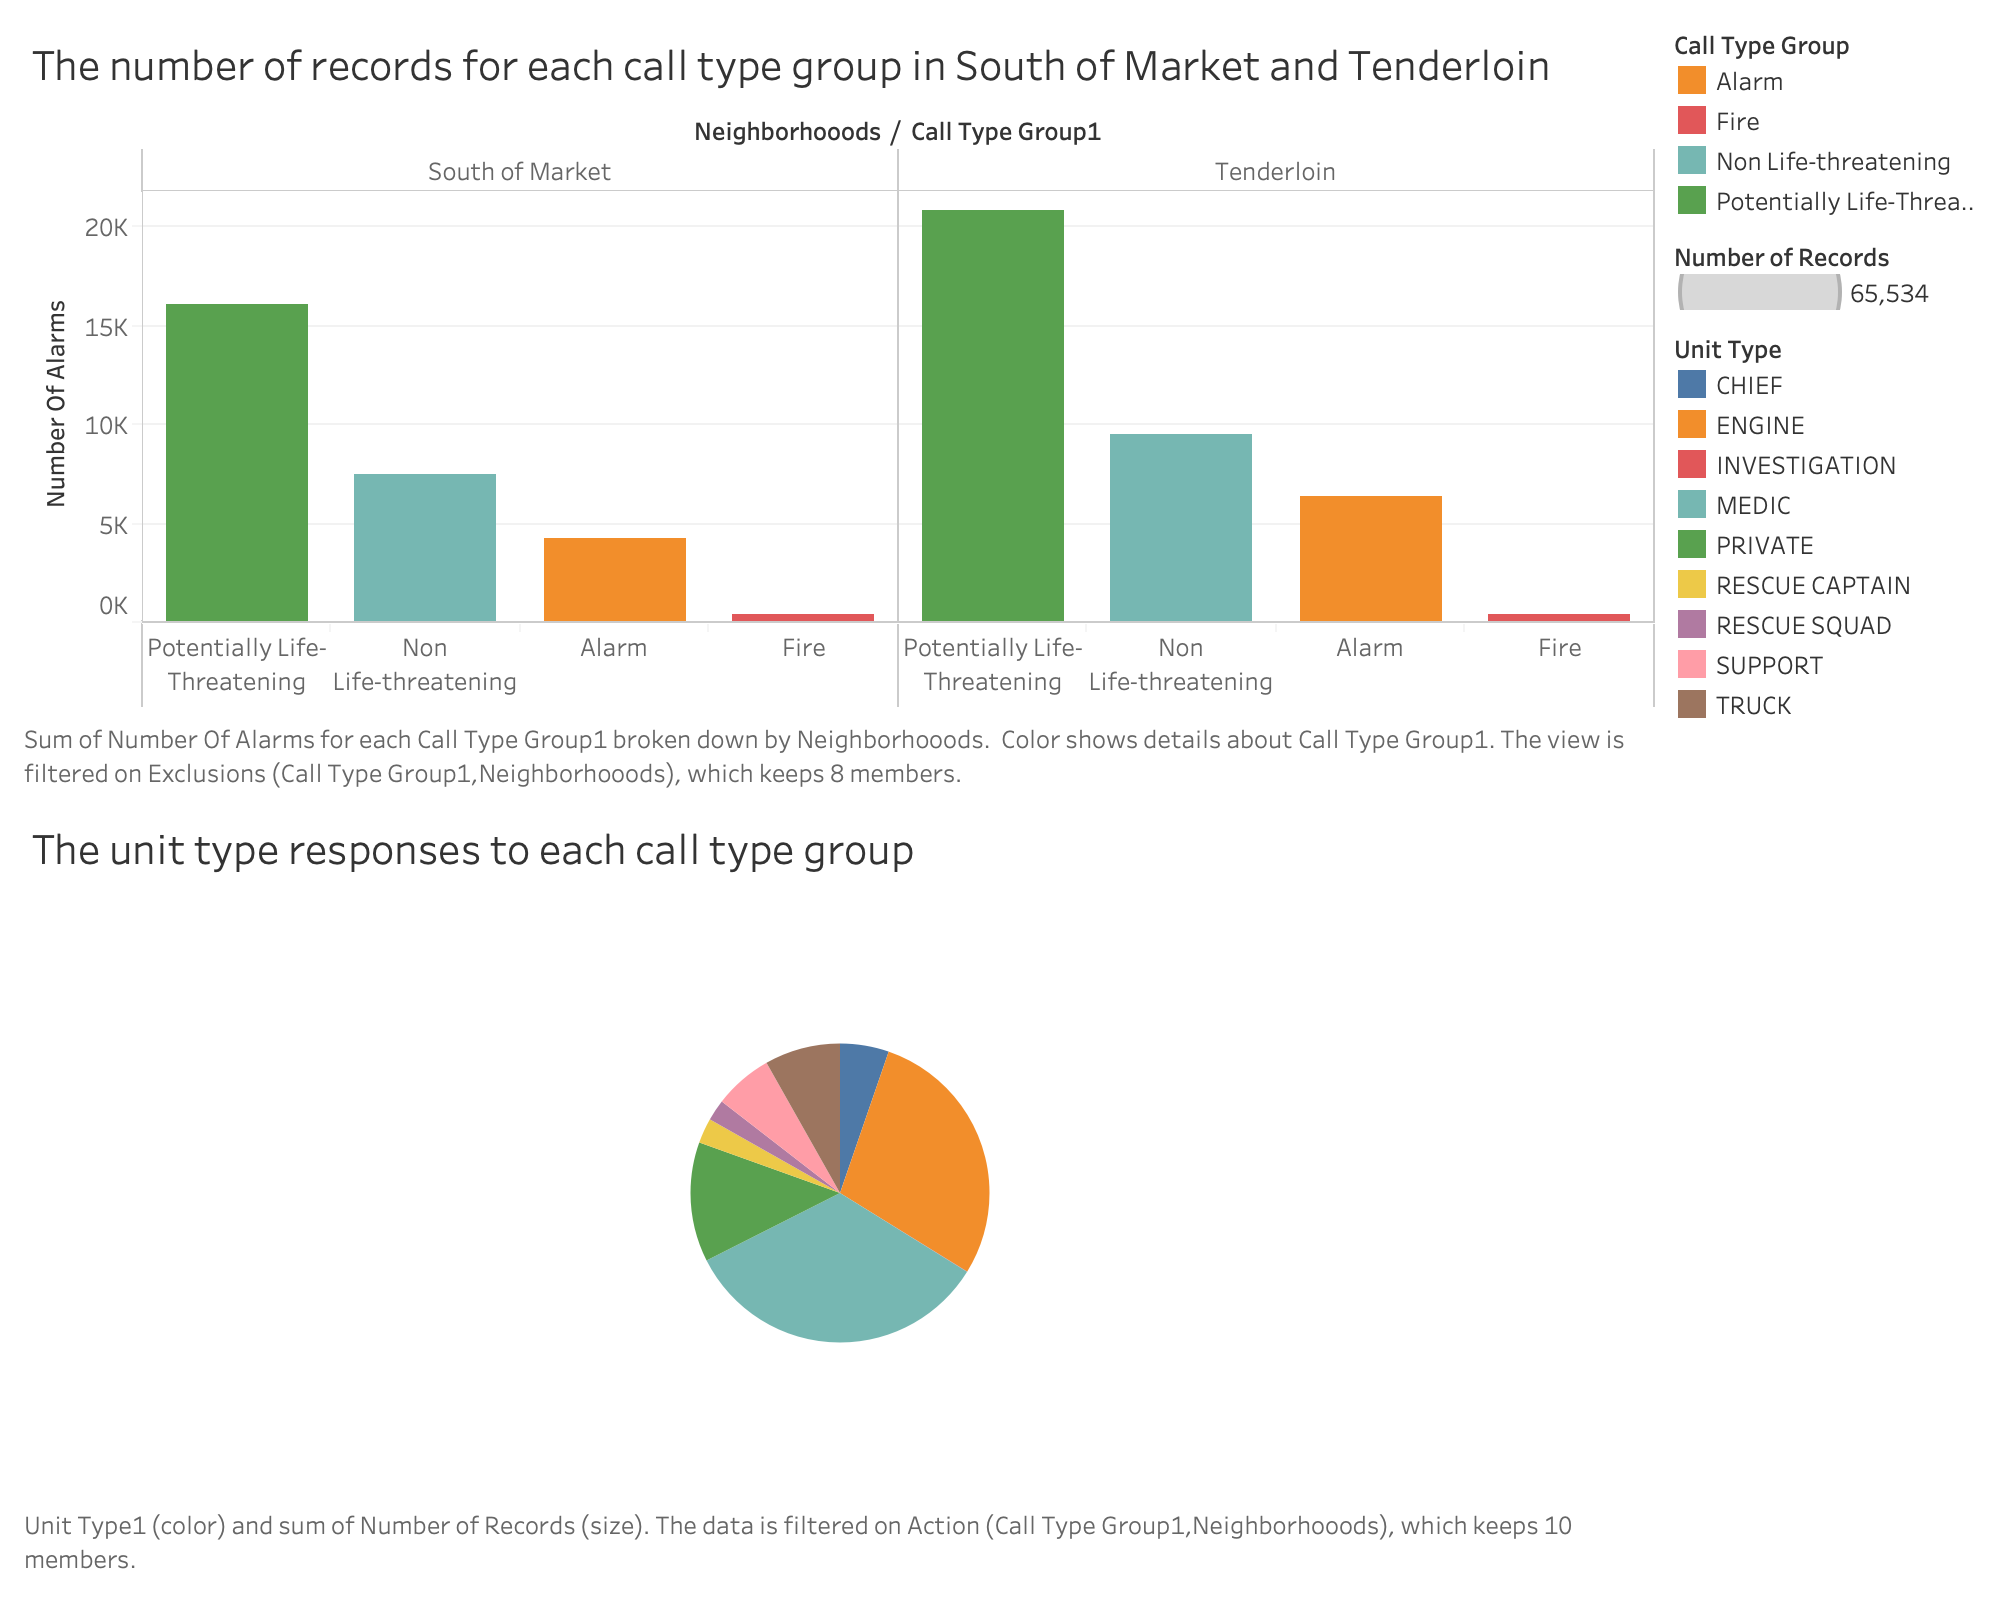 The number of records for each call type group in South of Market and Tenderloin
Neighborhooods / Call Type Group1
South of Market
Tenderloin
Number Of Alarms
20K
15K
10K
5K
0K
Potentially Life-
Threatening
Non
Life-threatening
Alarm
Fire
Potentially Life-
Threatening
Non
Life-threatening
Alarm
Fire
Sum of Number Of Alarms for each Call Type Group1 broken down by Neighborhooods.  Color shows details about Call Type Group1. The view is
filtered on Exclusions (Call Type Group1,Neighborhooods), which keeps 8 members.
Call Type Group
Alarm
Fire
Non Life-threatening
Potentially Life-Threa..
Number of Records
65,534
Unit Type
CHIEF
ENGINE
INVESTIGATION
MEDIC
PRIVATE
RESCUE CAPTAIN
RESCUE SQUAD
SUPPORT
TRUCK
The unit type responses to each call type group
Unit Type1 (color) and sum of Number of Records (size). The data is filtered on Action (Call Type Group1,Neighborhooods), which keeps 10
members.